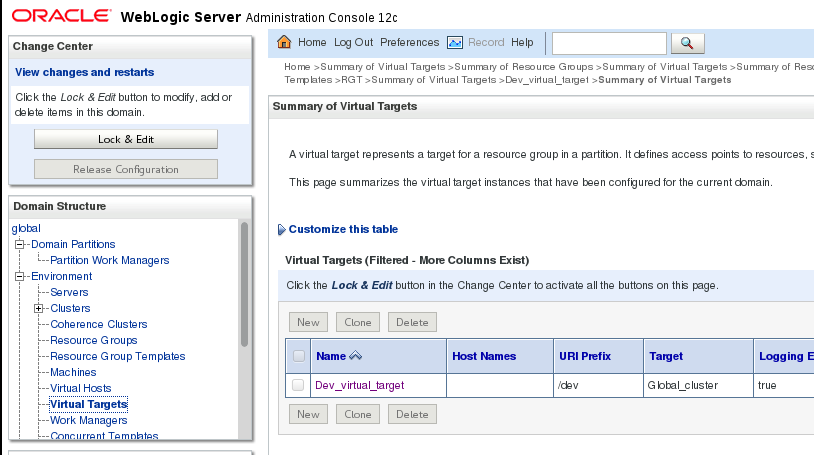 ORACLE WebLogic Server Administration Console 12c
Change Center
View changes and restarts
Click the Lock & Edit button to modify, add or
delete items in this domain.
Lock & Edit
Release Configuration
Domain Structure
global
Domain Partitions
Partition Work Managers
Environment
Servers
Clusters
Coherence Clusters
Resource Groups
Resource Group Templates
Machines
Virtual Hosts
Virtual Targets
Work Managers
Concurrent Templates
Home Log Out Preferences Record Help
Home >Summary of Virtual Targets >Summary of Resource Groups >Summary of Virtual Targets >Summary of
Templates >RGT >Summary of Virtual Targets >Dev_virtual_target >Summary of Virtual Targets
Summary of Virtual Targets
A virtual target represents a target for a resource group in a partition. It defines access points to resources,
This page summarizes the virtual target instances that have been configured for the current domain.
Customize this table
Virtual Targets (Filtered - More Columns Exist)
Click the Lock & Edit button in the Change Center to activate all the buttons on this page.
New Clone Delete
Name Host Names URI Prefix Target Logging
Dev_virtual_target /dev Global_cluster true
New Clone Delete